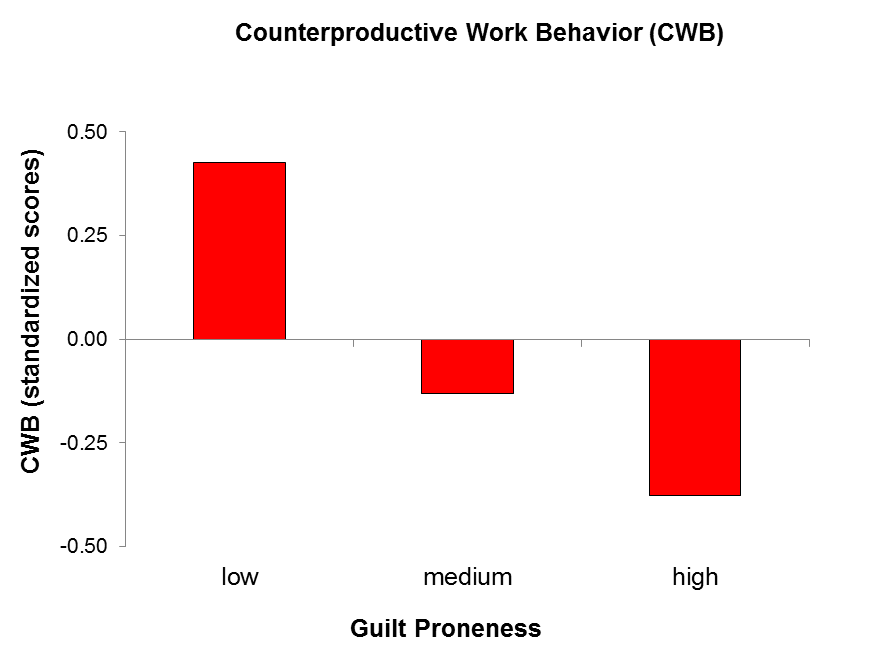 Counterproductive Work Behavior (CWB)
CWB (standardized scores)
0.50
0.25
0.00
-0.25
-0.50
low medium high
Guilt Proneness